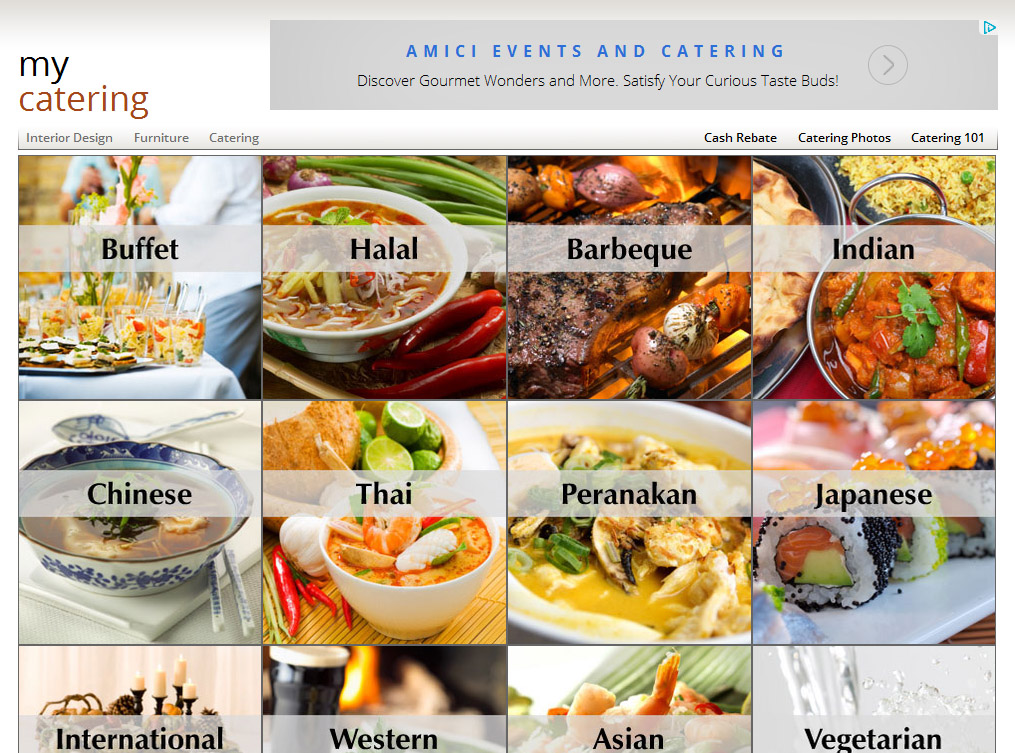 my
catering
AMICI EVENTS AND CATERING
Discover Gourmet Wonders and More. Satisfy Your Curious Taste Buds!
Interior Design Furniture Catering Cash Rebate Catering Photos Catering 101
Buffet Halal Barbeque Indian
Chinese Thai Peranakan Japanese
International Western Asian Vegetarian